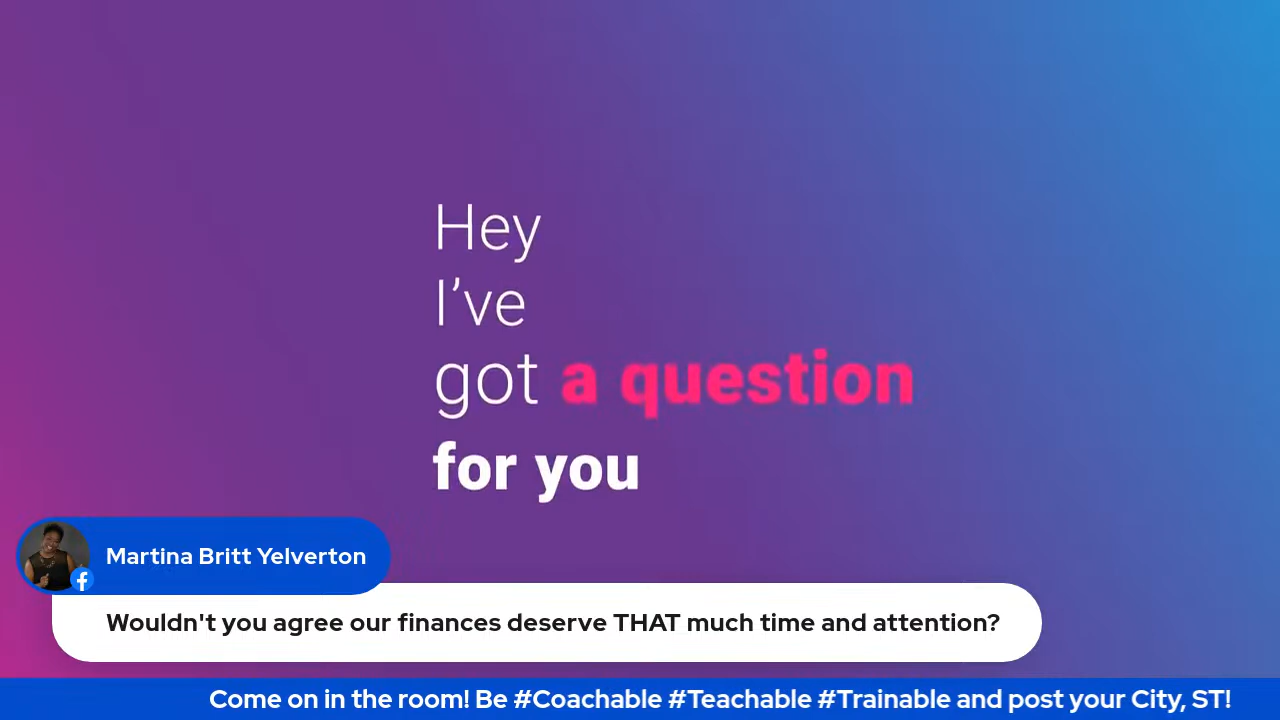 Hey
I’ve
got a question
for you
Martina Britt Yelverton
Wouldn't you agree our finances deserve THAT much time and attention?
Come on in the room! Be #Coachable #Teachable #Trainable and post your City, ST!